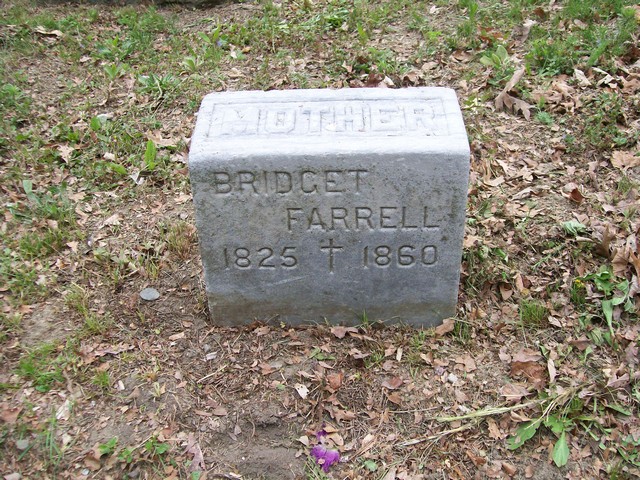 MOTHER
BRIDGET
FARRELL
1825 ✝ 1860